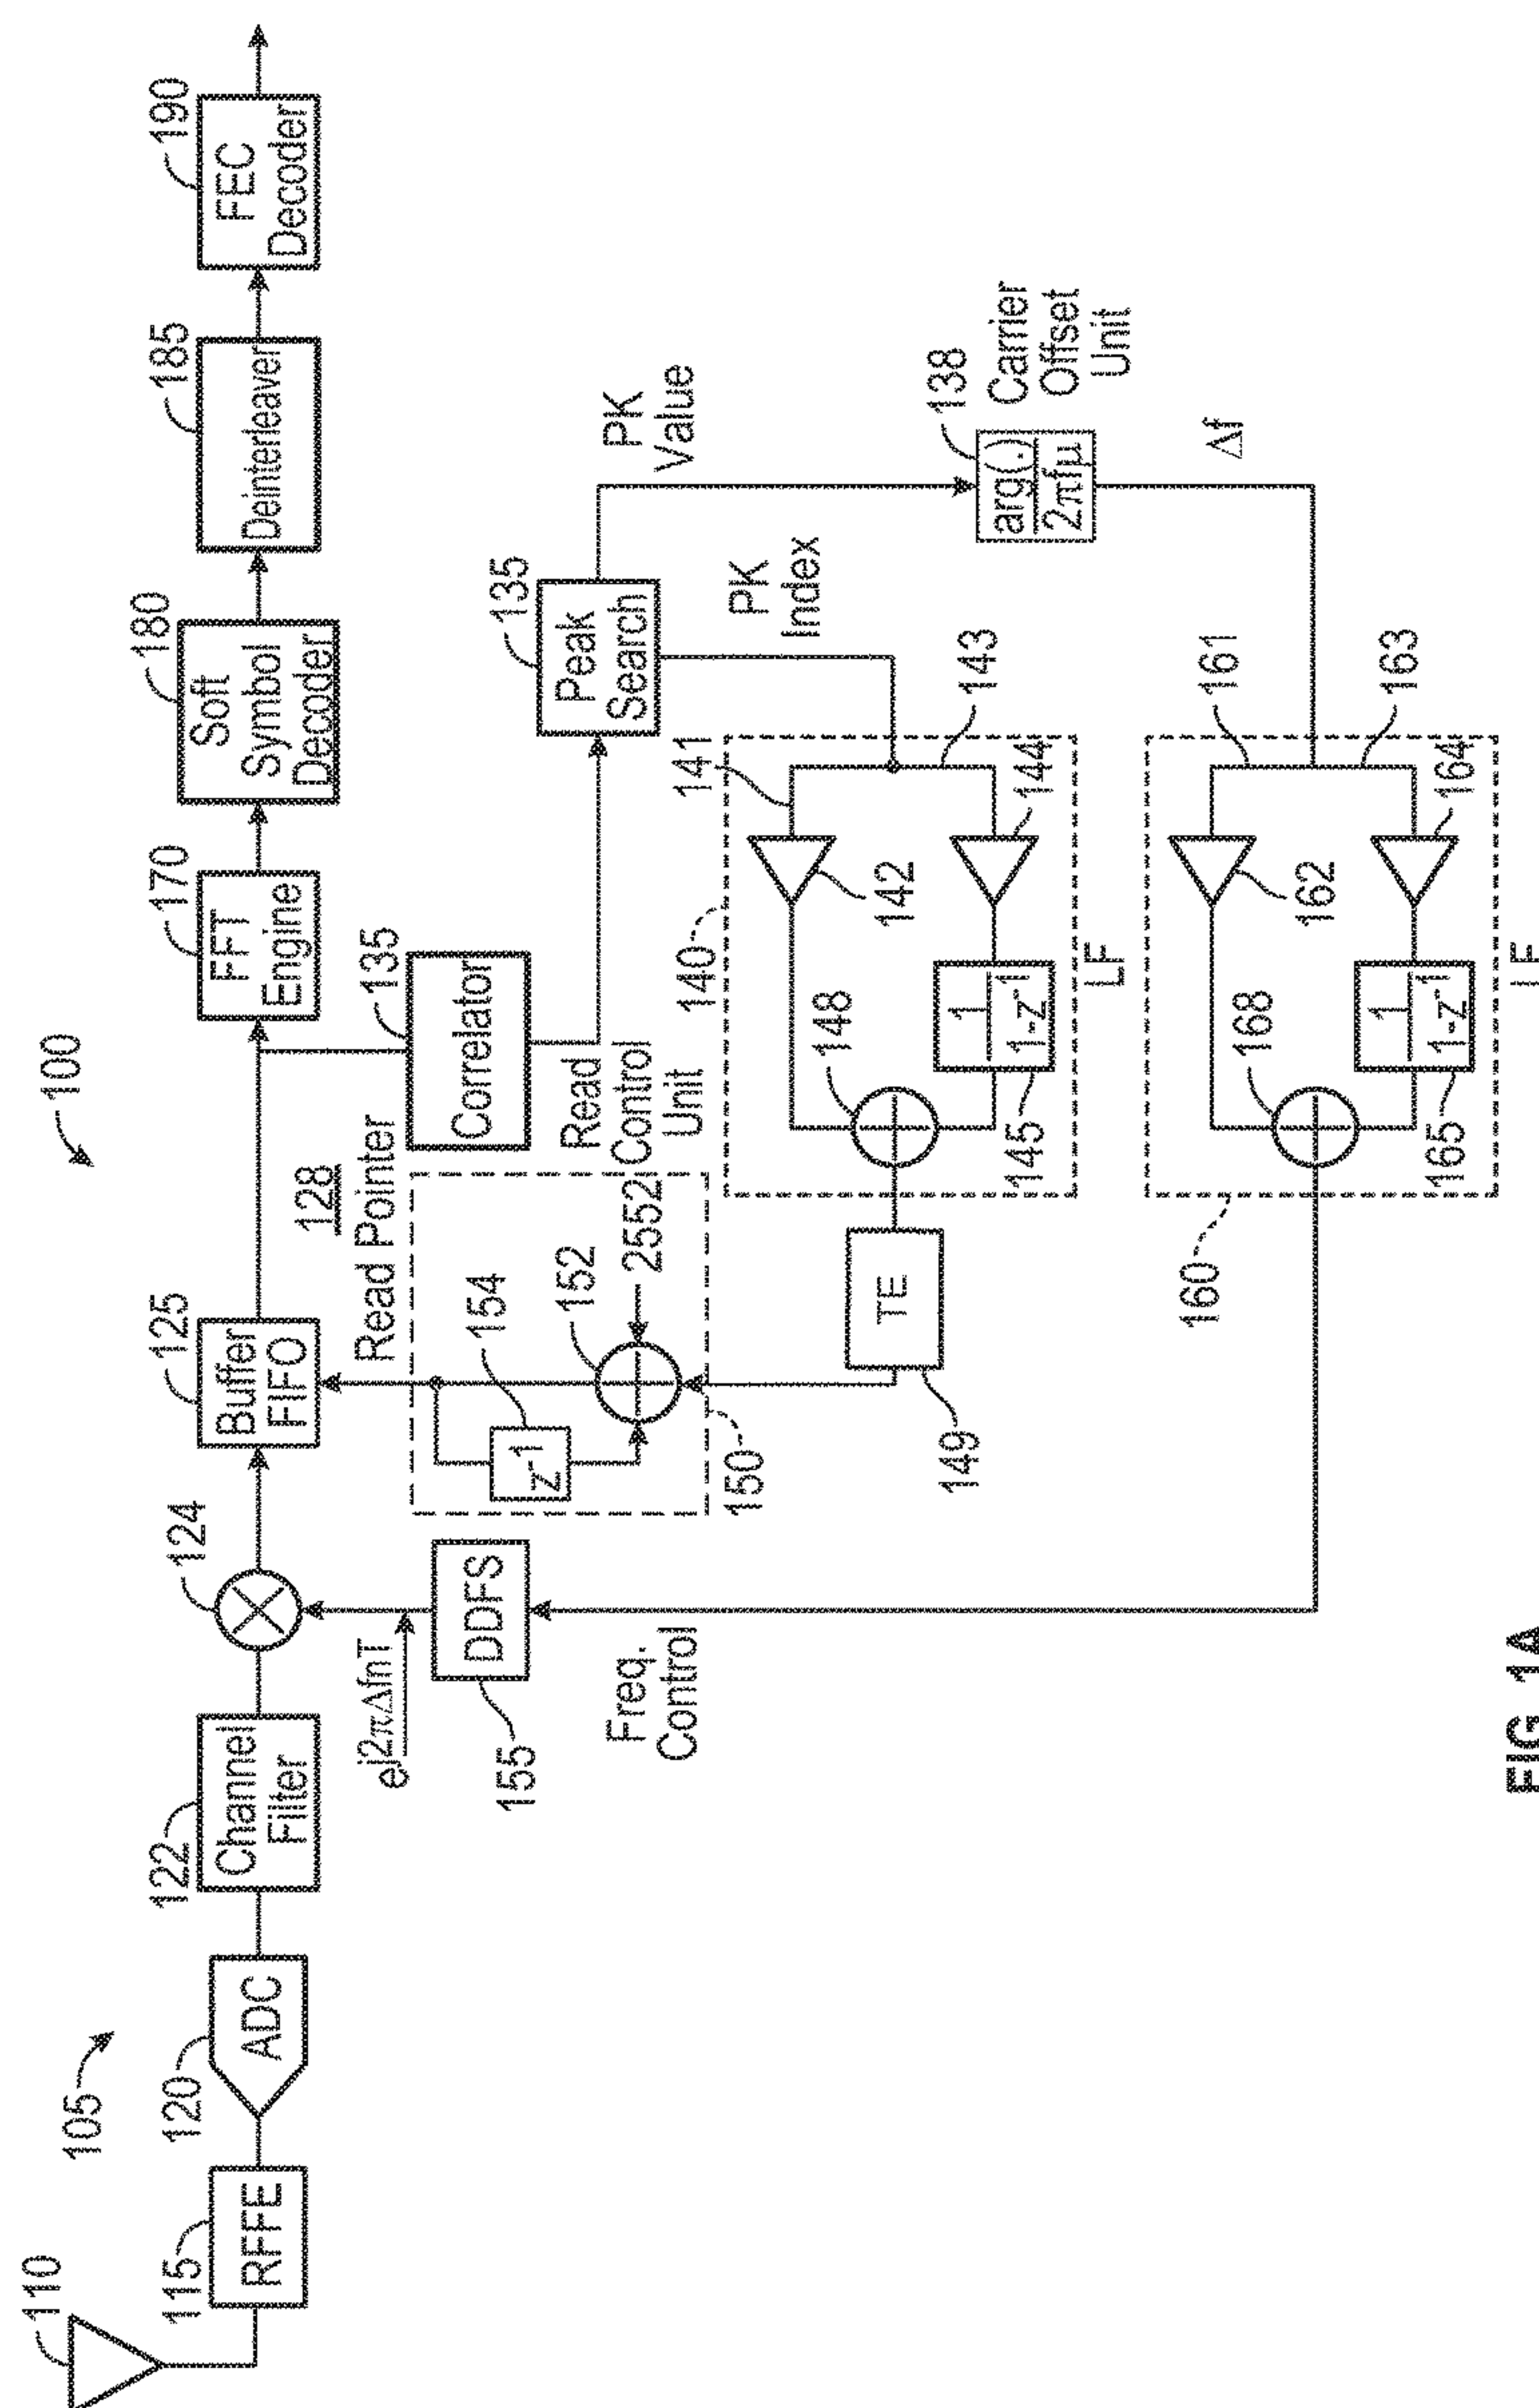 100
105
110
115
RFFE
120
ADC
122
Channel
Filter
124
125
Buffer
FIFO
170
FFT
Engine
180
Soft
Symbol
Decoder
185
Deinterleaver
190
FEC
Decoder
128
Read Pointer
135
Correlator
135
Peak
Search
PK
Value
PK
Index
138
arg(.)
2πfμ
Carrier
Offset
Unit
Δf
e^j2πΔfnT
DDFS
155
Freq.
Control
154
z^-1
152
2552
Read
Control
Unit
150
TE
149
140
141
142
143
144
148
1
1-z^-1
145
LF
160
161
162
163
164
168
1
1-z^-1
165
LF
FIG. 1A